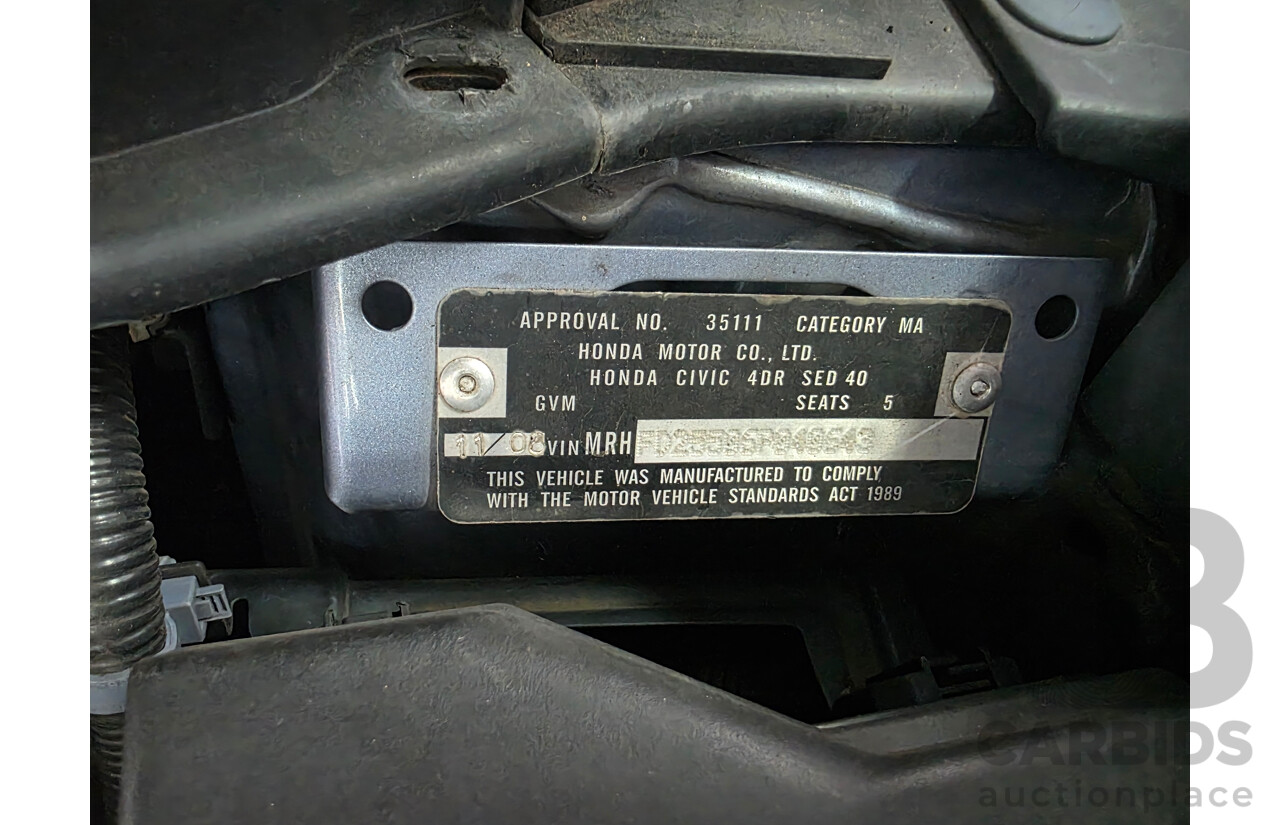 APPROVAL NO. 35111 CATEGORY MA
HONDA MOTOR CO., LTD.
HONDA CIVIC 4DR SED 40
GVM SEATS 5
11/08 VIN MRH
THIS VEHICLE WAS MANUFACTURED TO COMPLY
WITH THE MOTOR VEHICLE STANDARDS ACT 1989
CARBIDS
auctionplace